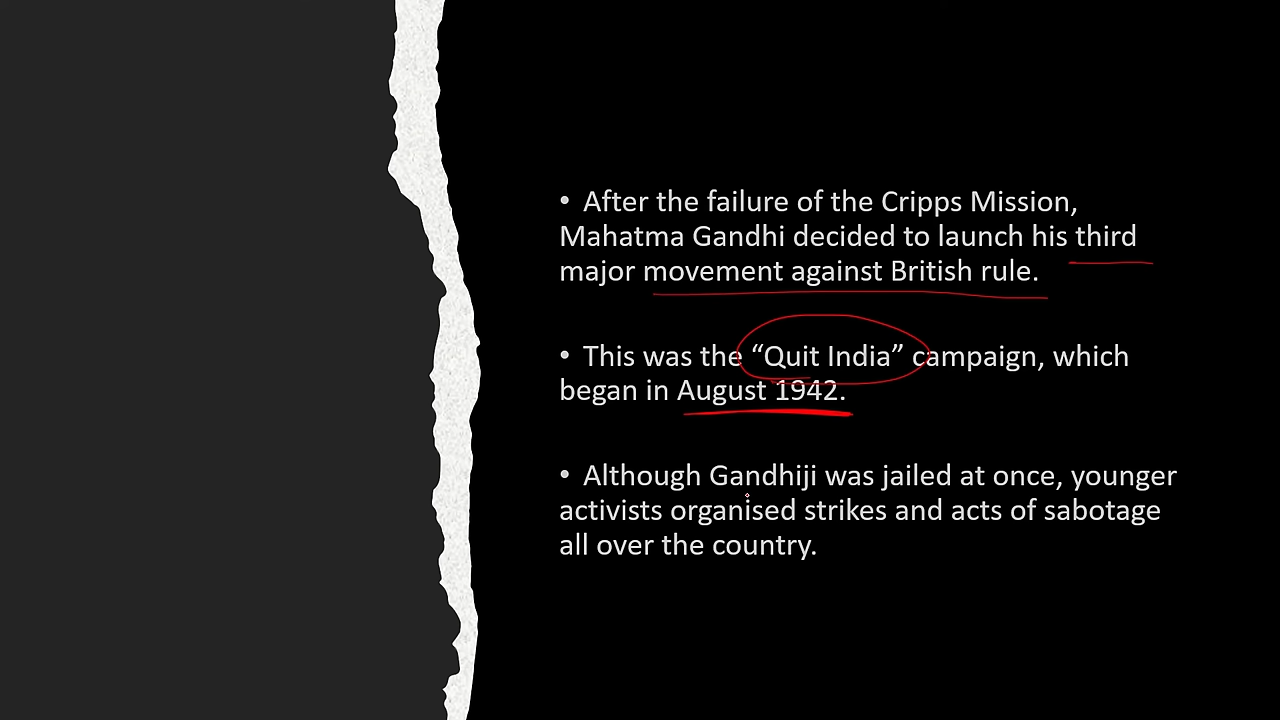 • After the failure of the Cripps Mission,
Mahatma Gandhi decided to launch his third
major movement against British rule.
• This was the “Quit India” campaign, which
began in August 1942.
• Although Gandhiji was jailed at once, younger
activists organised strikes and acts of sabotage
all over the country.